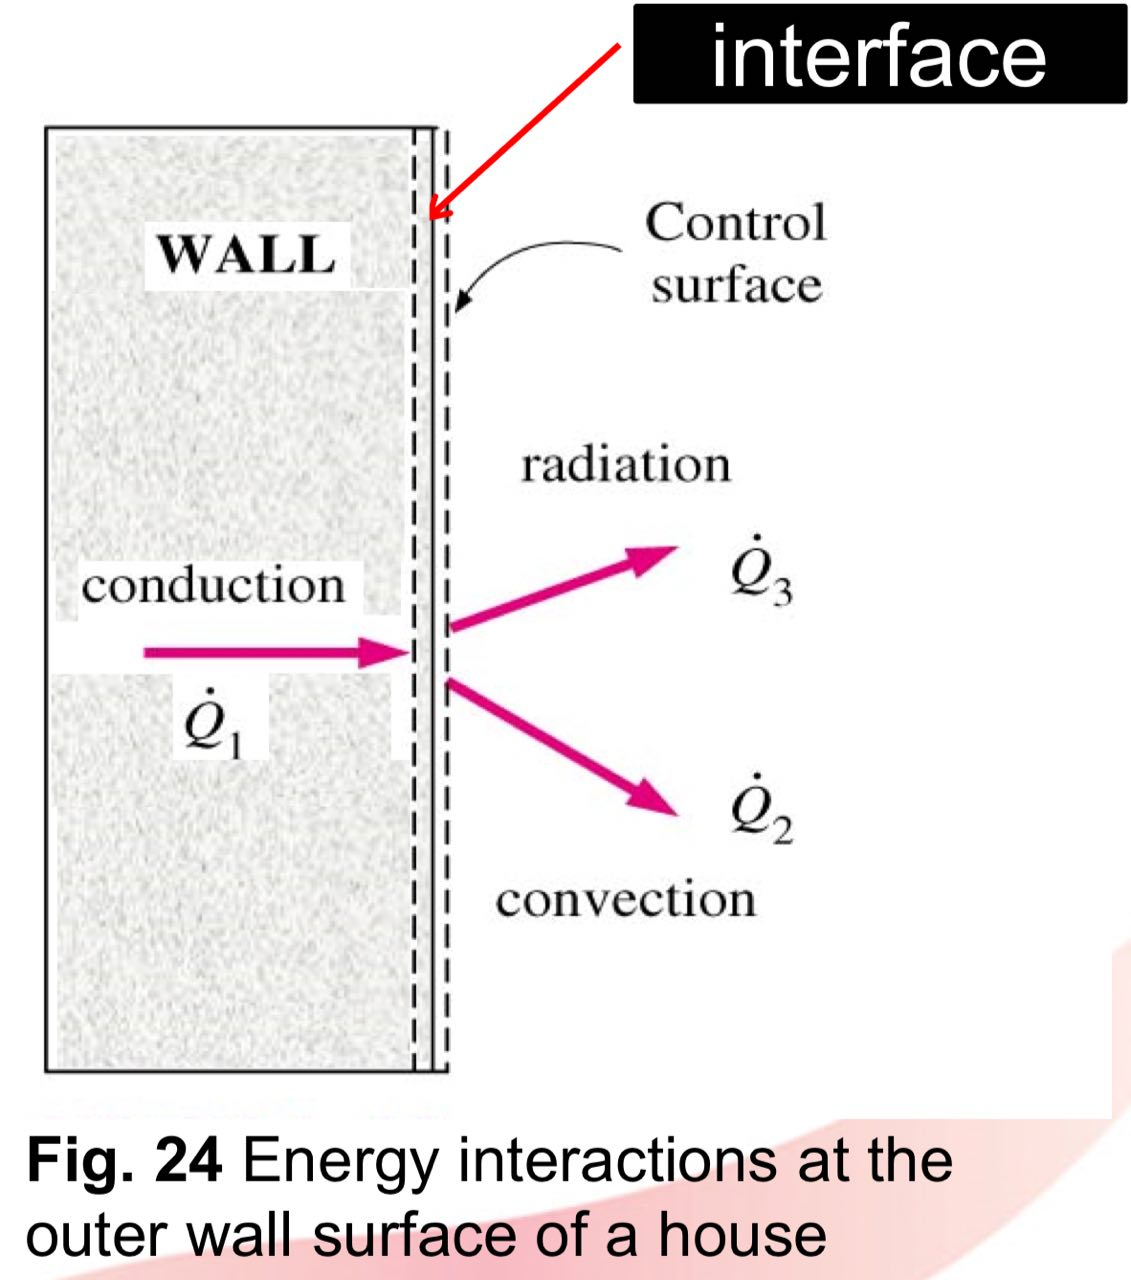 interface
WALL
Control
surface
radiation
Q̇₃
conduction
Q̇₁
Q̇₂
convection
Fig. 24 Energy interactions at the
outer wall surface of a house